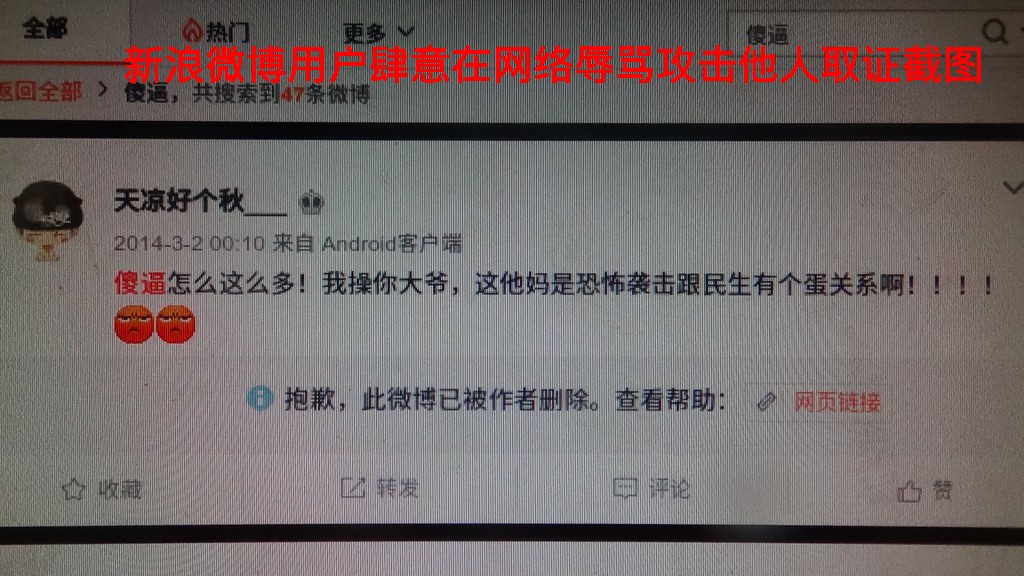 全部 热门 更多 傻逼
新浪微博用户肆意在网络辱骂攻击他人取证截图
返回全部 > 傻逼，共搜索到47条微博
天凉好个秋___
2014-3-2 00:10 来自 Android客户端
傻逼怎么这么多！我操你大爷，这他妈是恐怖袭击跟民生有个蛋关系啊！！！！
抱歉，此微博已被作者删除。查看帮助： 网页链接
收藏 转发 评论 赞